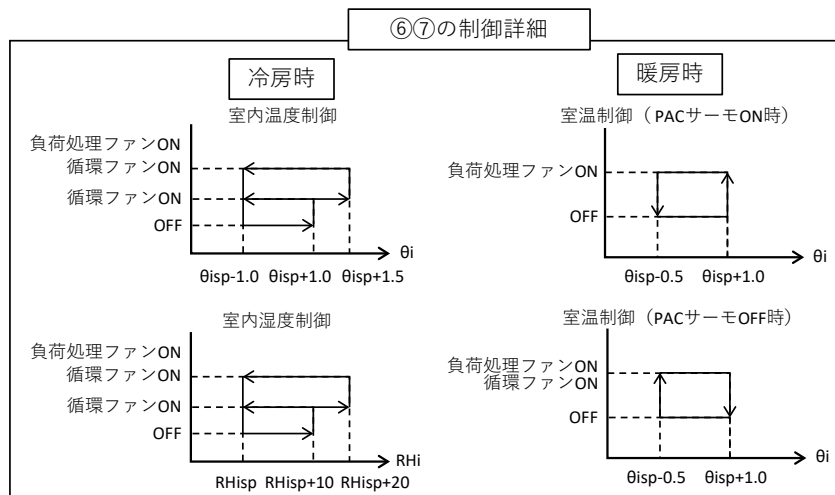 ⑥⑦の制御詳細
冷房時
室内温度制御
負荷処理ファンON
循環ファンON
循環ファンON
OFF
θi
θisp-1.0 θisp+1.0 θisp+1.5
室内湿度制御
負荷処理ファンON
循環ファンON
循環ファンON
OFF
RHi
RHisp RHisp+10 RHisp+20
暖房時
室温制御（PACサーモON時）
負荷処理ファンON
OFF
θi
θisp-0.5 θisp+1.0
室温制御（PACサーモOFF時）
負荷処理ファンON
循環ファンON
OFF
θi
θisp-0.5 θisp+1.0